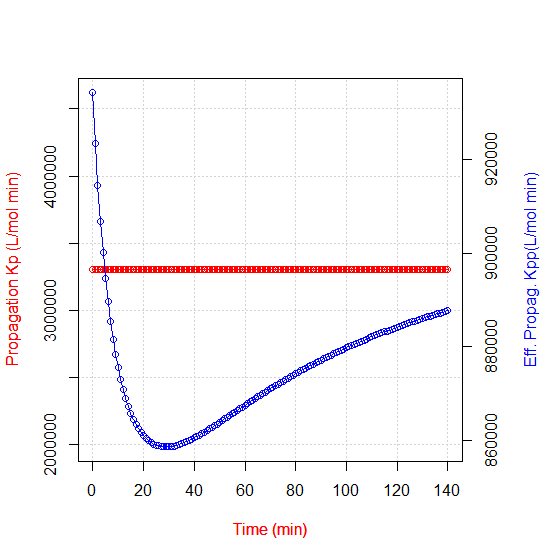 Propagation Kp (L/mol min)
2000000 3000000 4000000
860000 880000 900000 920000
Eff. Propag. Kpp(L/mol min)
0 20 40 60 80 100 120 140
Time (min)